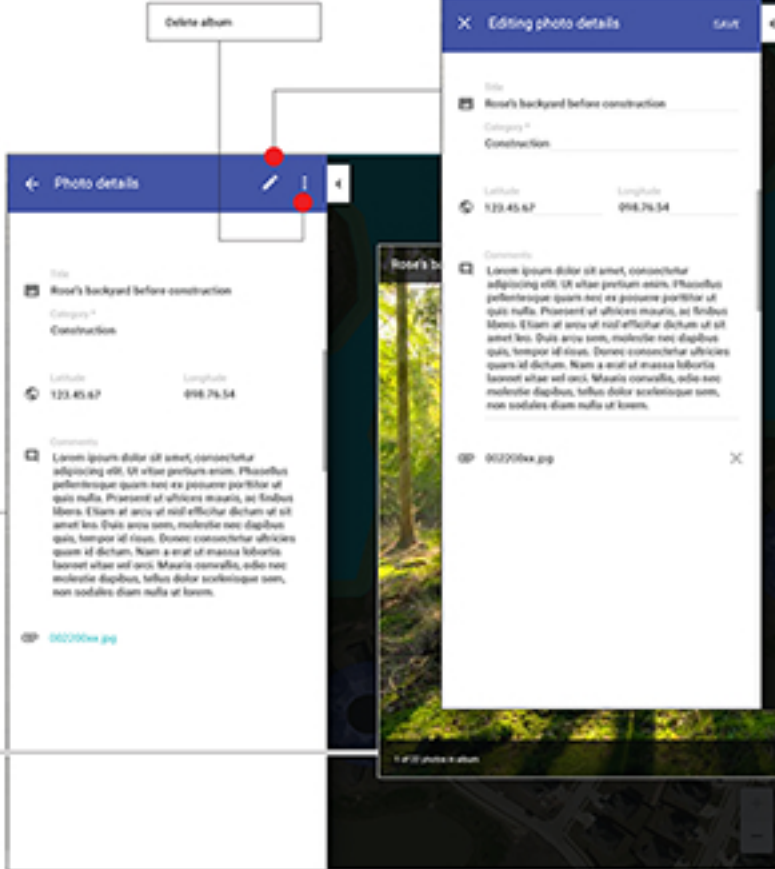 Delete album
Editing photo details
SAVE
Title
Rose's backyard before construction
Category *
Construction
Latitude
Longitude
123.45.67
098.76.54
Comments
Lorem ipsum dolor sit amet, consectetur
adipiscing elit. Ut vitae pretium enim. Phasellus
pellentesque quam nec ex posuere porttitor ut
quis nulla. Praesent ut ultrices mauris, ac finibus
libero. Etiam at arcu ut nisl efficitur dictum ut sit
amet leo. Duis arcu sem, molestie nec dapibus
quis, tempor id risus. Donec consectetur ultricies
quam id dictum. Nam a erat ut massa lobortis
laoreet vitae vel orci. Mauris convallis, odio nec
molestie dapibus, tellus dolor scelerisque sem,
non sodales diam nulla ut lorem.
002200xx.jpg
Photo details
Title
Rose's backyard before construction
Category *
Construction
Latitude
Longitude
123.45.67
098.76.54
Comments
Lorem ipsum dolor sit amet, consectetur
adipiscing elit. Ut vitae pretium enim. Phasellus
pellentesque quam nec ex posuere porttitor ut
quis nulla. Praesent ut ultrices mauris, ac finibus
libero. Etiam at arcu ut nisl efficitur dictum ut sit
amet leo. Duis arcu sem, molestie nec dapibus
quis, tempor id risus. Donec consectetur ultricies
quam id dictum. Nam a erat ut massa lobortis
laoreet vitae vel orci. Mauris convallis, odio nec
molestie dapibus, tellus dolor scelerisque sem,
non sodales diam nulla ut lorem.
002200xx.jpg
Rose's b
1 of 22 photos in album